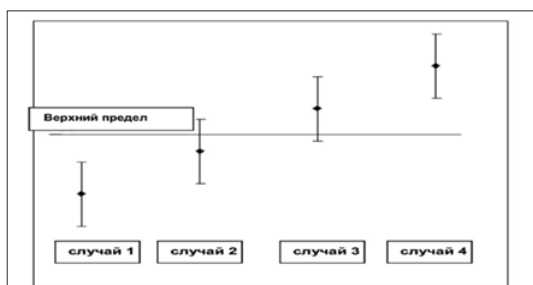 Верхний предел
случай 1
случай 2
случай 3
случай 4